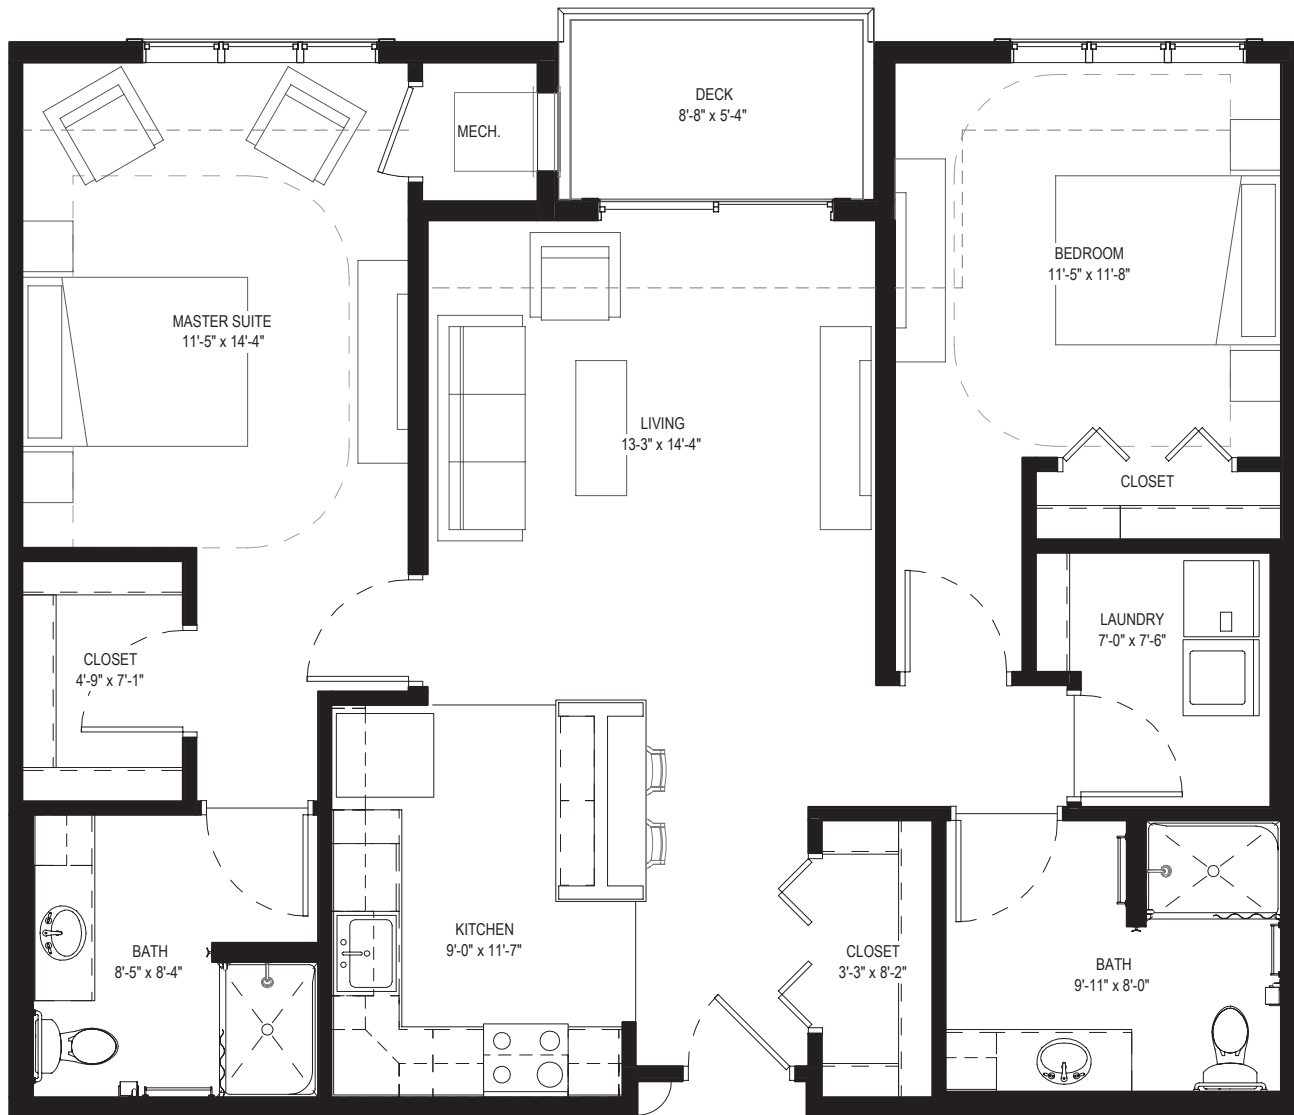 DECK
8'-8" x 5'-4"
MECH.
BEDROOM
11'-5" x 11'-8"
MASTER SUITE
11'-5" x 14'-4"
LIVING
13-3" x 14'-4"
CLOSET
LAUNDRY
7'-0" x 7'-6"
CLOSET
4'-9" x 7'-1"
KITCHEN
9'-0" x 11'-7"
BATH
8'-5" x 8'-4"
CLOSET
3'-3" x 8'-2"
BATH
9'-11" x 8'-0"